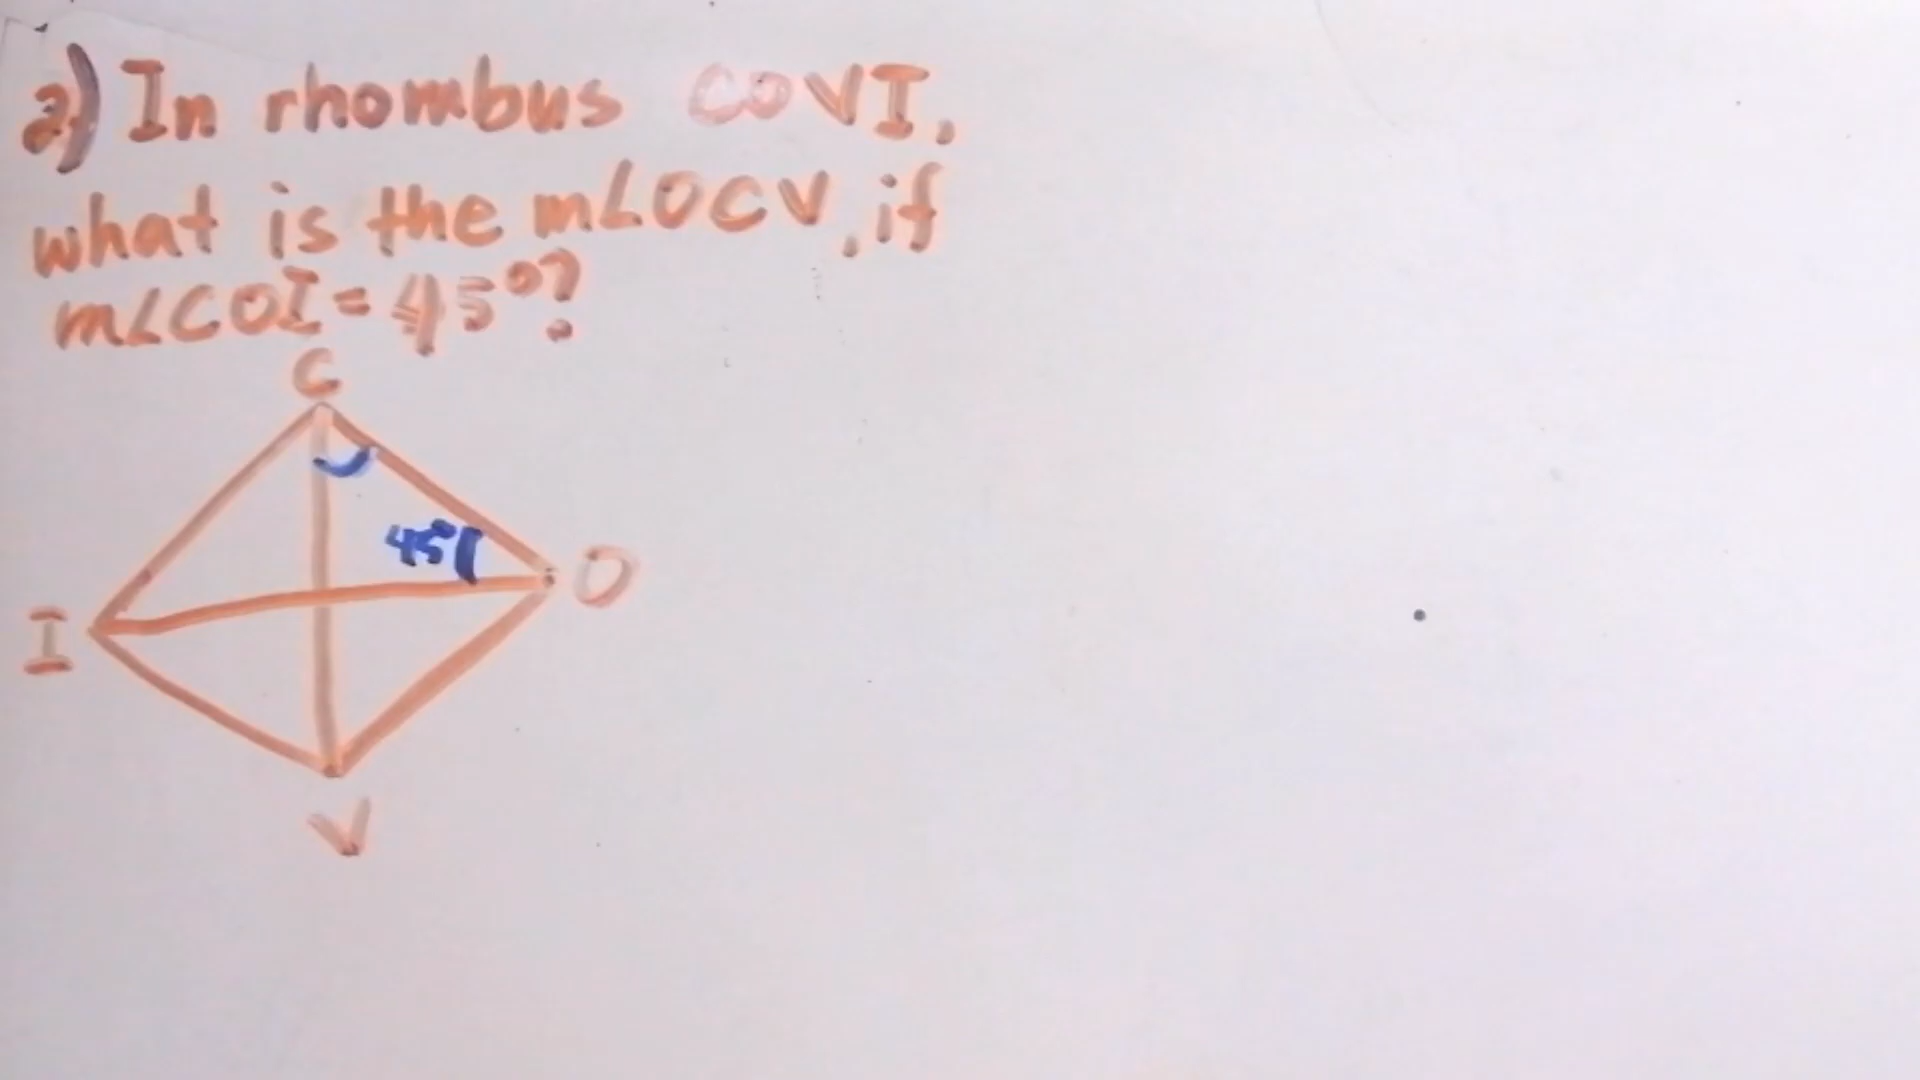 2) In rhombus COVI,
what is the m∠OCV, if
m∠COI = 45°?
C
45°
O
I
V